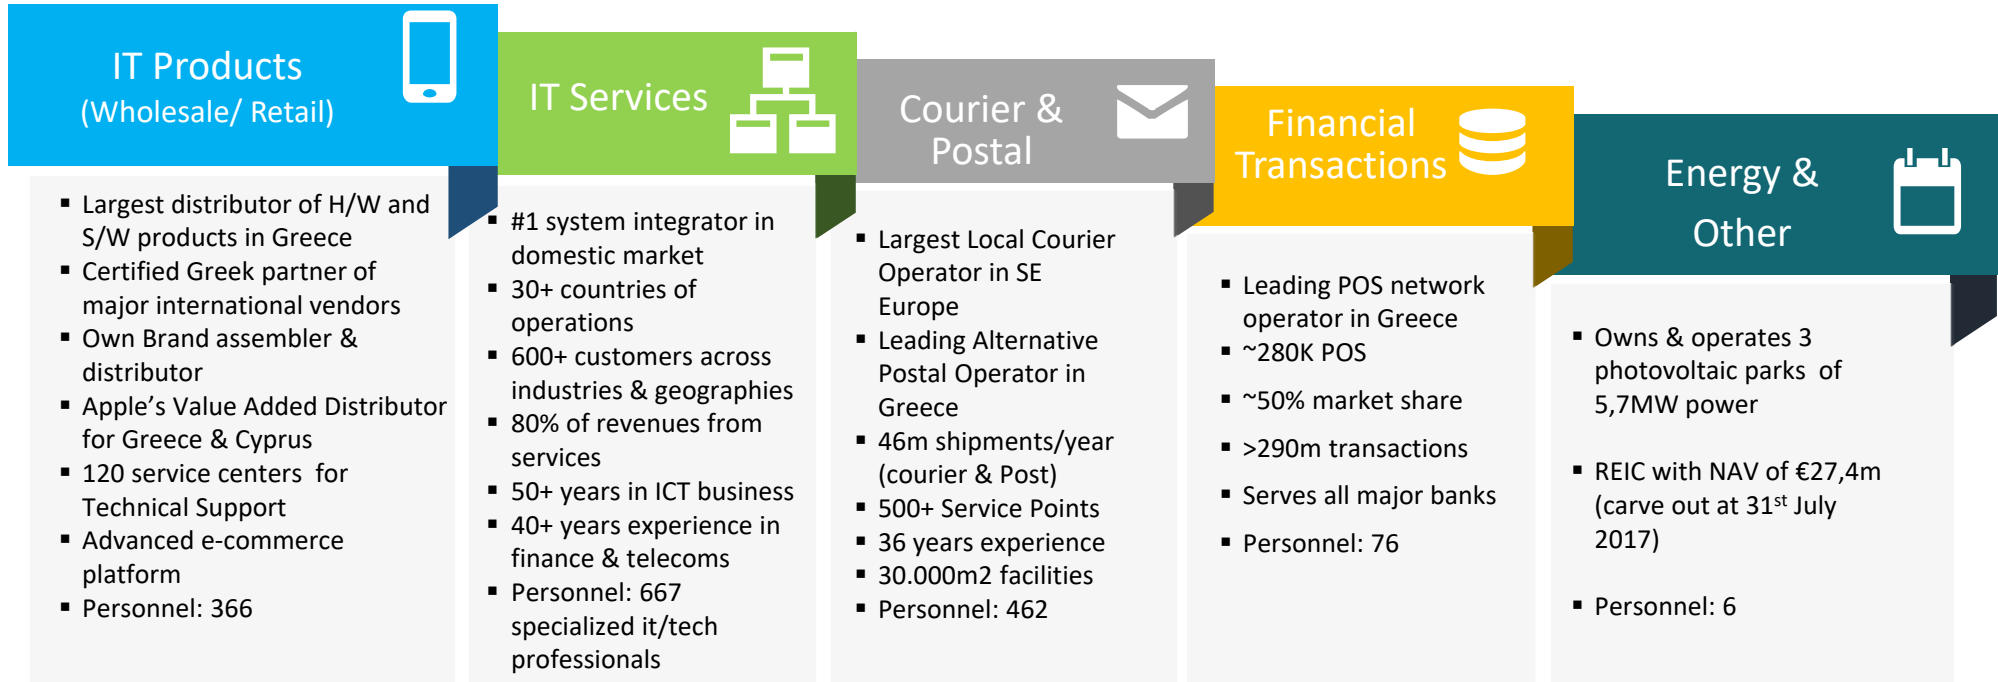 IT Products
(Wholesale/ Retail)
▪ Largest distributor of H/W and
S/W products in Greece
▪ Certified Greek partner of
major international vendors
▪ Own Brand assembler &
distributor
▪ Apple’s Value Added Distributor
for Greece & Cyprus
▪ 120 service centers for
Technical Support
▪ Advanced e-commerce
platform
▪ Personnel: 366
IT Services
▪ #1 system integrator in
domestic market
▪ 30+ countries of
operations
▪ 600+ customers across
industries & geographies
▪ 80% of revenues from
services
▪ 50+ years in ICT business
▪ 40+ years experience in
finance & telecoms
▪ Personnel: 667
specialized it/tech
professionals
Courier &
Postal
▪ Largest Local Courier
Operator in SE
Europe
▪ Leading Alternative
Postal Operator in
Greece
▪ 46m shipments/year
(courier & Post)
▪ 500+ Service Points
▪ 36 years experience
▪ 30.000m2 facilities
▪ Personnel: 462
Financial
Transactions
▪ Leading POS network
operator in Greece
▪ ~280K POS
▪ ~50% market share
▪ >290m transactions
▪ Serves all major banks
▪ Personnel: 76
Energy &
Other
▪ Owns & operates 3
photovoltaic parks of
5,7MW power
▪ REIC with NAV of €27,4m
(carve out at 31st July
2017)
▪ Personnel: 6